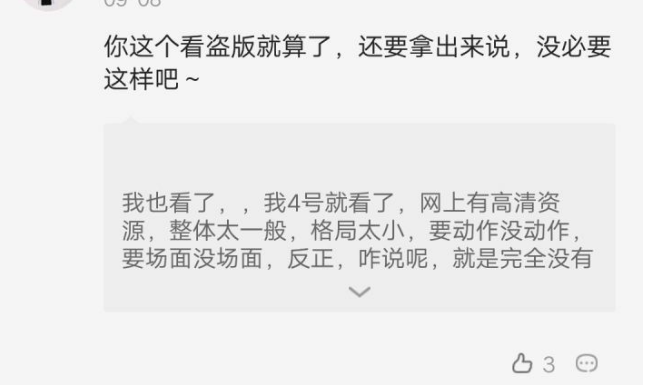 09-08
你这个看盗版就算了，还要拿出来说，没必要
这样吧～
我也看了，，我4号就看了，网上有高清资
源，整体太一般，格局太小，要动作没动作，
要场面没场面，反正，咋说呢，就是完全没有
3